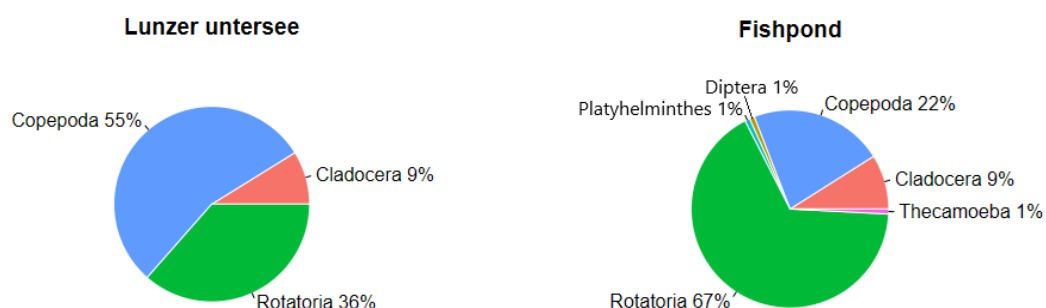 Lunzer untersee
Copepoda 55%
Cladocera 9%
Rotatoria 36%
Fishpond
Diptera 1%
Platyhelminthes 1%
Copepoda 22%
Cladocera 9%
Thecamoeba 1%
Rotatoria 67%